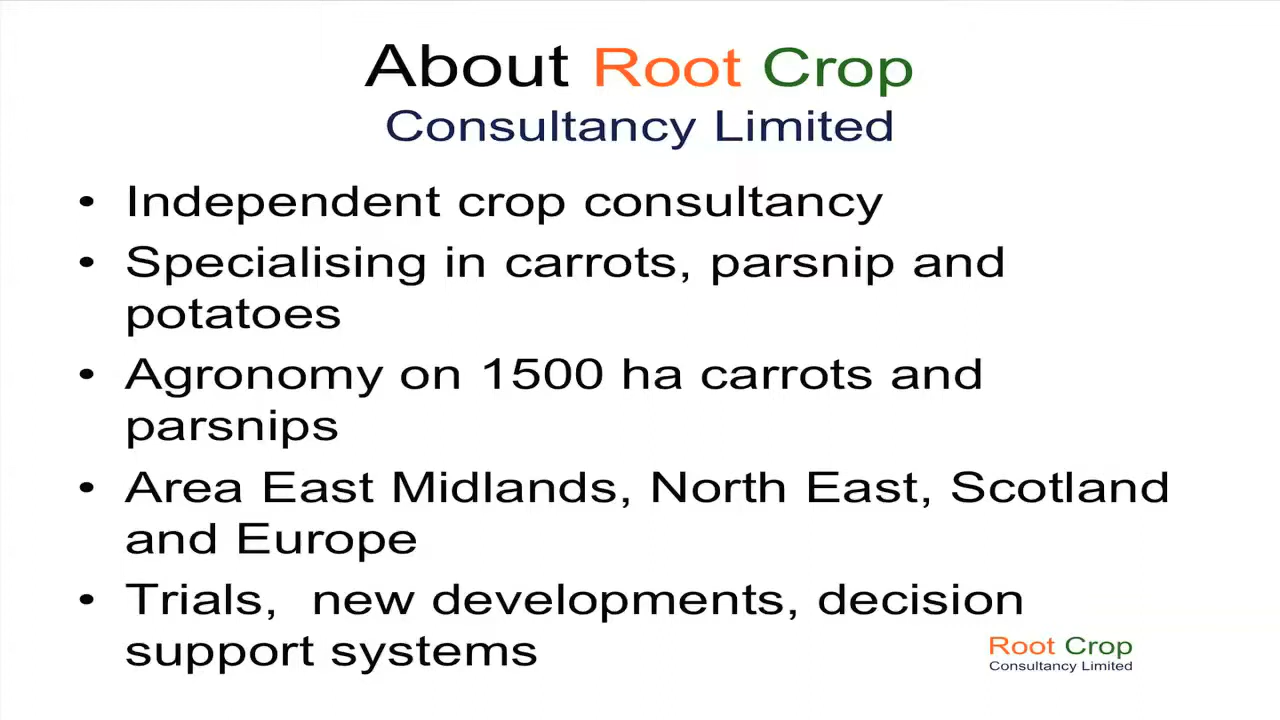 About Root Crop
Consultancy Limited
• Independent crop consultancy
• Specialising in carrots, parsnip and
potatoes
• Agronomy on 1500 ha carrots and
parsnips
• Area East Midlands, North East, Scotland
and Europe
• Trials,  new developments, decision
support systems
Root Crop
Consultancy Limited